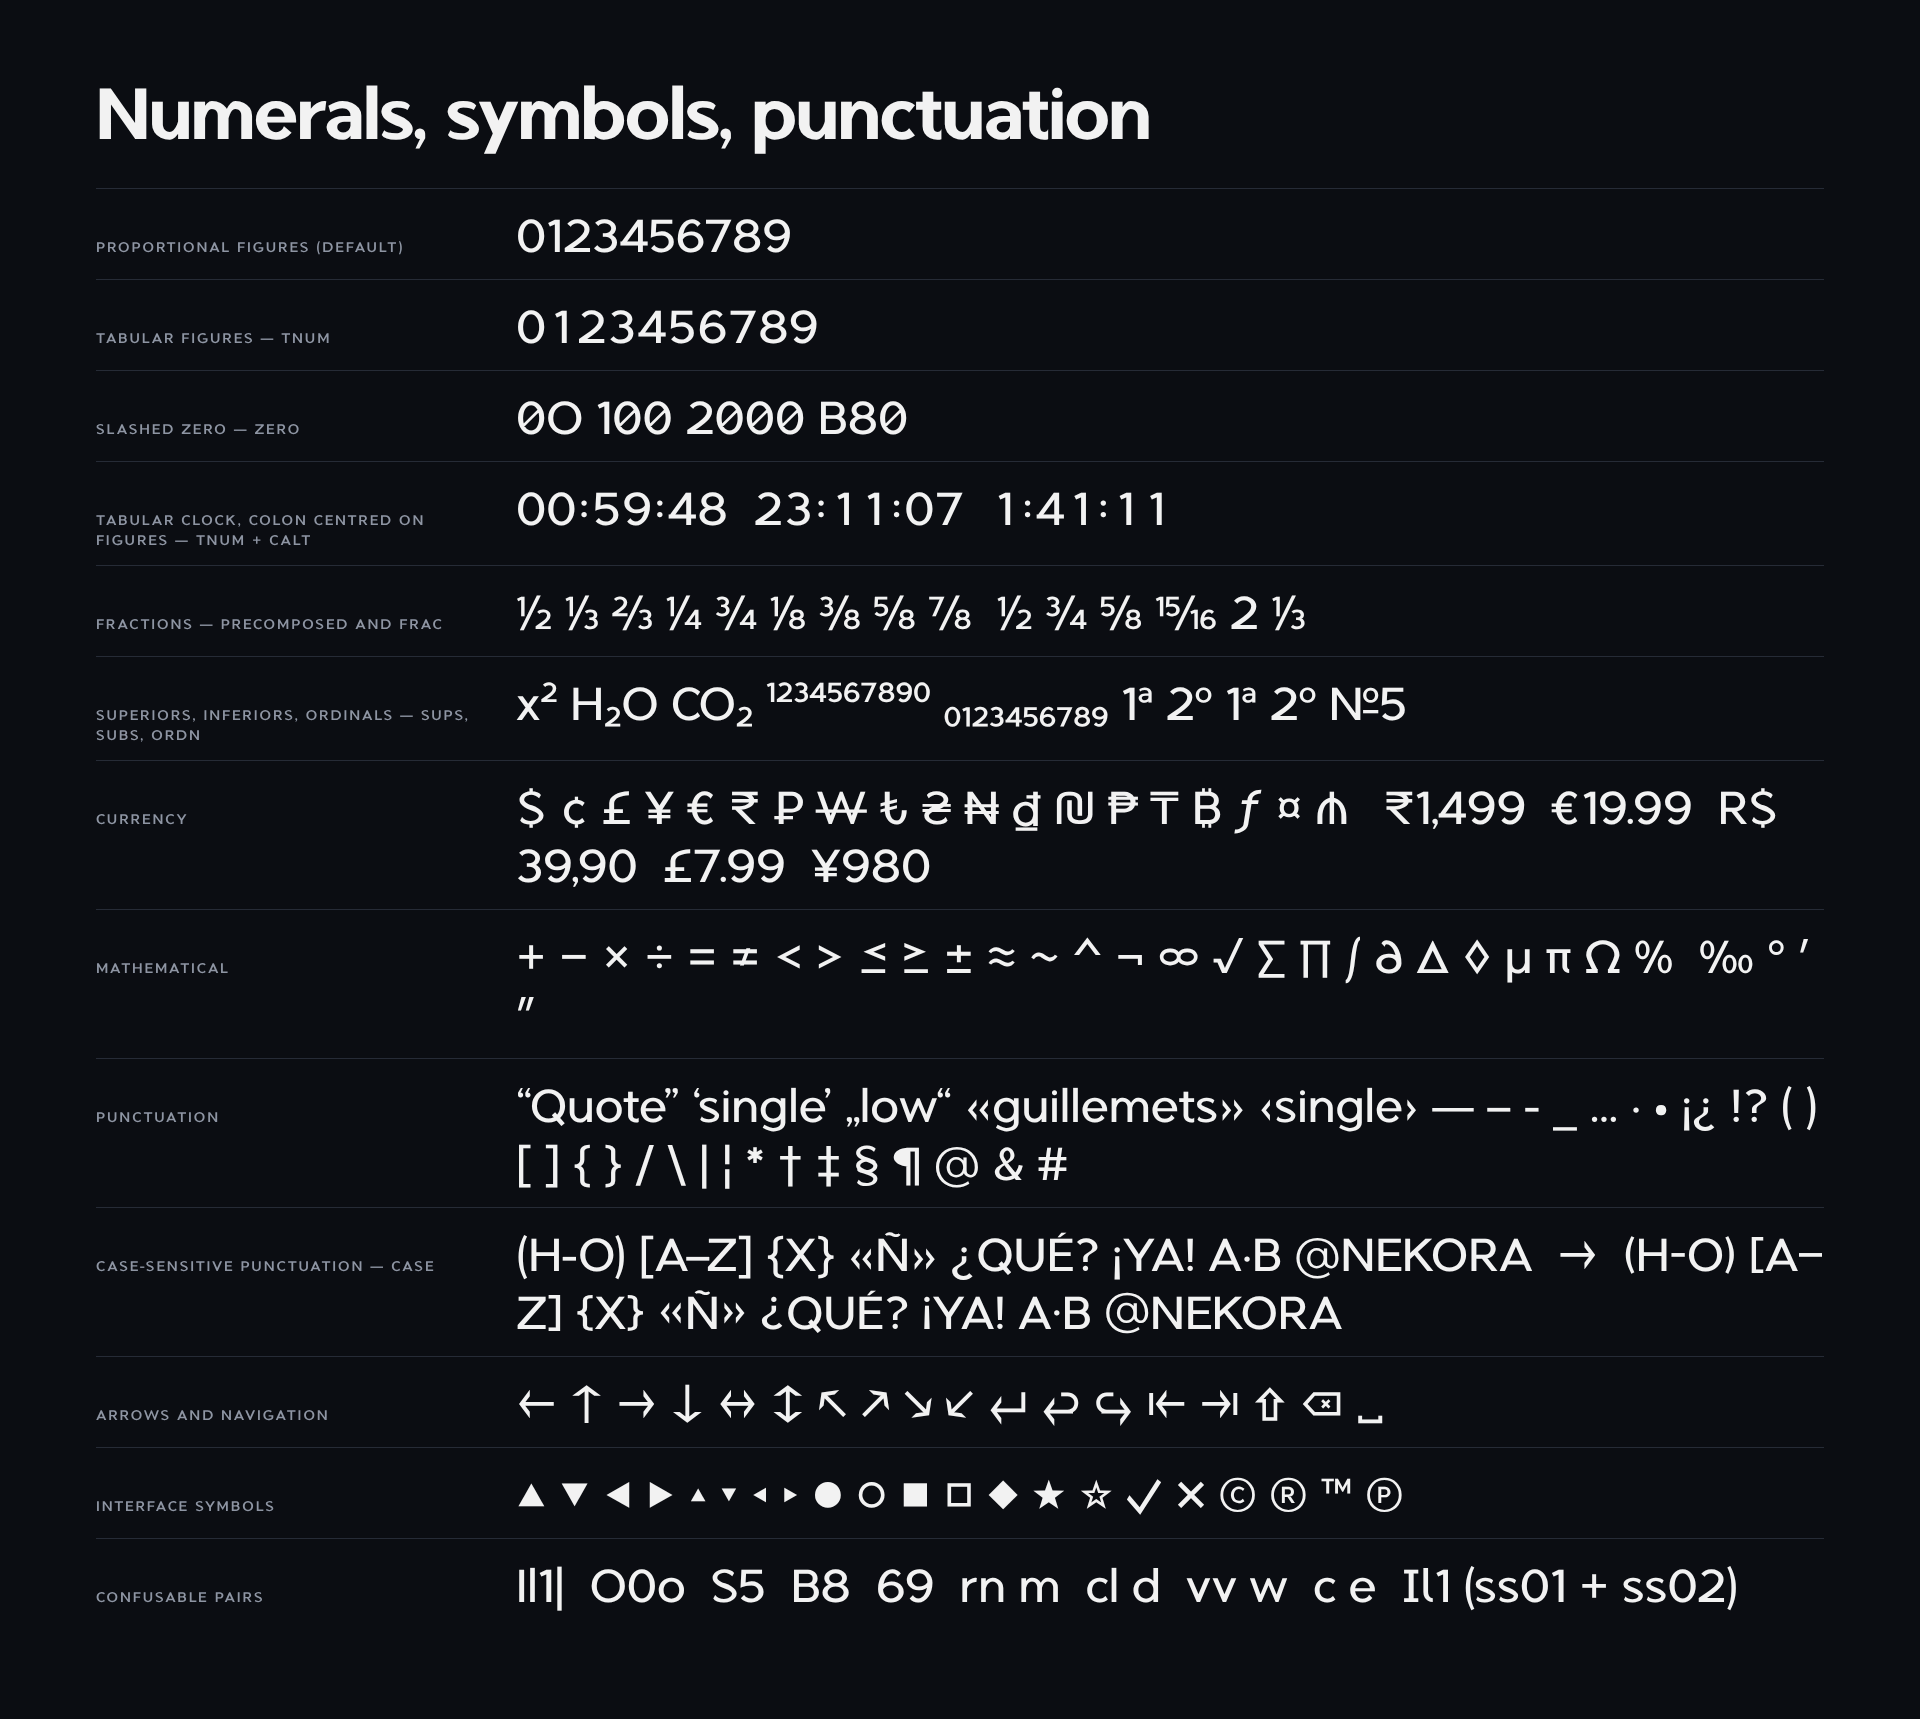 Numerals, symbols, punctuation
PROPORTIONAL FIGURES (DEFAULT)
0123456789
TABULAR FIGURES — TNUM
0123456789
SLASHED ZERO — ZERO
0O 100 2000 B80
TABULAR CLOCK, COLON CENTRED ON
FIGURES — TNUM + CALT
00:59:48 23:11:07 1:41:11
FRACTIONS — PRECOMPOSED AND FRAC
½ ⅓ ⅔ ¼ ¾ ⅛ ⅜ ⅝ ⅞ 1⁄2 3⁄4 5⁄8 15⁄16 2 1⁄3
SUPERIORS, INFERIORS, ORDINALS — SUPS,
SUBS, ORDN
x² H₂O CO₂ ¹²³⁴⁵⁶⁷⁸⁹⁰ ₀₁₂₃₄₅₆₇₈₉ 1ª 2º 1ª 2º №5
CURRENCY
$ ¢ £ ¥ € ₹ ₽ ₩ ₺ ₴ ₦ ₫ ₪ ₱ ₸ ₿ ƒ ¤ ₼ ₹1,499 €19.99 R$
39,90 £7.99 ¥980
MATHEMATICAL
+ − × ÷ = ≠ < > ≤ ≥ ± ≈ ~ ^ ¬ ∞ √ ∑ ∏ ∫ ∂ ∆ ◊ µ π Ω % ‰ ° ′
″
PUNCTUATION
“Quote” ‘single’ „low“ «guillemets» ‹single› — – - _ … · • ¡¿ !? ( )
[ ] { } / \ | ¦ * † ‡ § ¶ @ & #
CASE-SENSITIVE PUNCTUATION — CASE
(H-O) [A–Z] {X} «Ñ» ¿QUÉ? ¡YA! A·B @NEKORA → (H-O) [A–
Z] {X} «Ñ» ¿QUÉ? ¡YA! A·B @NEKORA
ARROWS AND NAVIGATION
← ↑ → ↓ ↔ ↕ ↖ ↗ ↘ ↙ ↵ ↩ ↪ ⇤ ⇥ ⇧ ⌫ ␣
INTERFACE SYMBOLS
▲ ▼ ◀ ▶ ▴ ▾ ◂ ▸ ● ○ ■ □ ◆ ★ ☆ ✓ ✕ © ® ™ ℗
CONFUSABLE PAIRS
Il1| O0o S5 B8 69 rn m cl d vv w c e Il1 (ss01 + ss02)